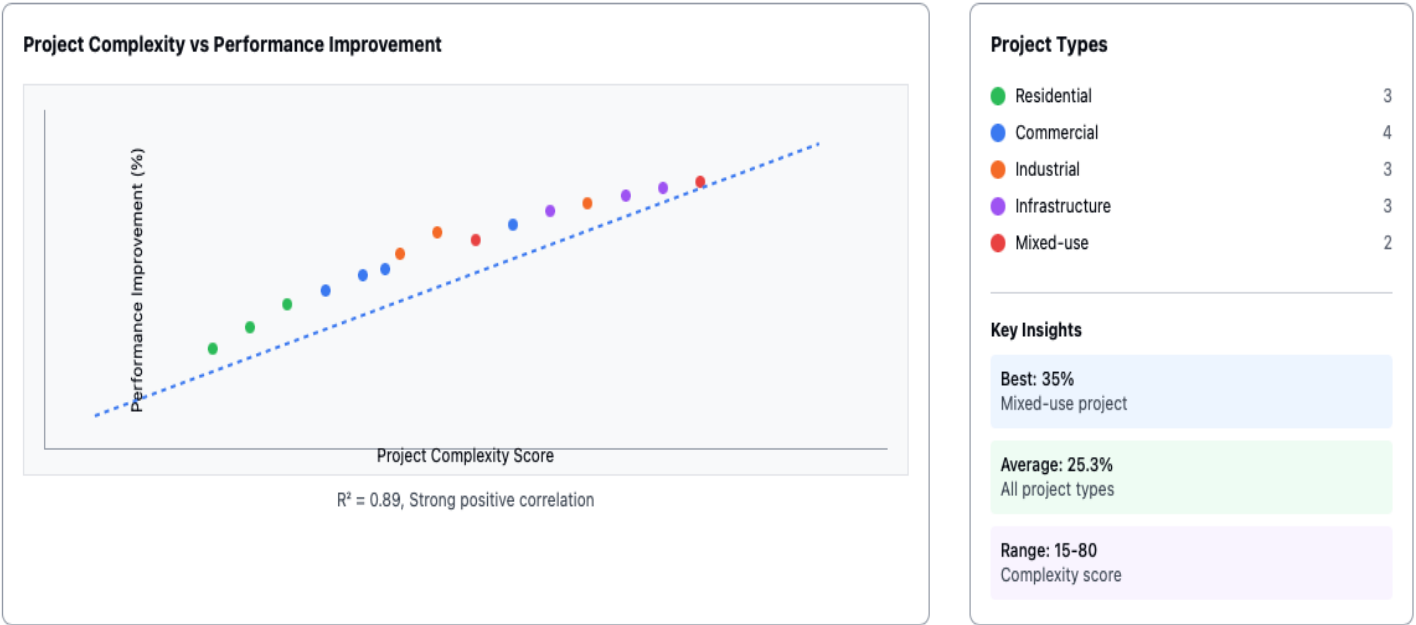 Project Complexity vs Performance Improvement
Performance Improvement (%)
Project Complexity Score
R² = 0.89, Strong positive correlation
Project Types
Residential 3
Commercial 4
Industrial 3
Infrastructure 3
Mixed-use 2
Key Insights
Best: 35%
Mixed-use project
Average: 25.3%
All project types
Range: 15-80
Complexity score